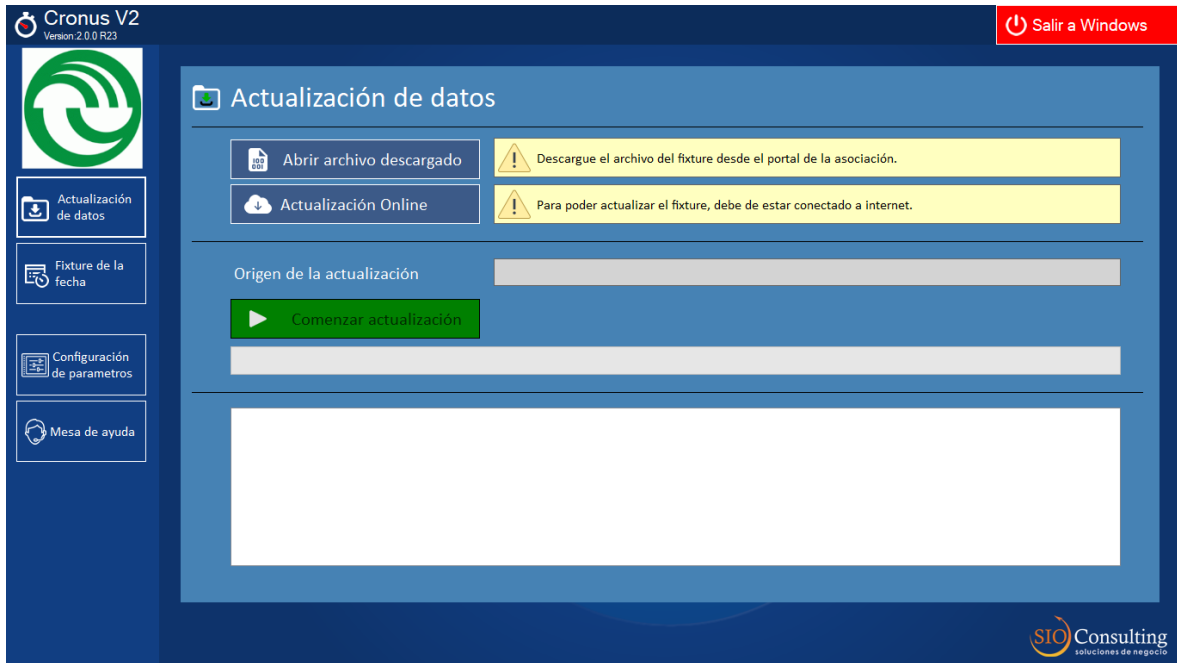 Cronus V2
Version:2.0.0 R23
Salir a Windows
Actualización de datos
100
001
Abrir archivo descargado
Descargue el archivo del fixture desde el portal de la asociación.
Actualización
de datos
Actualización Online
Para poder actualizar el fixture, debe de estar conectado a internet.
Fixture de la
fecha
Origen de la actualización
Comenzar actualización
Configuración
de parametros
Mesa de ayuda
SIO Consulting
soluciones de negocio